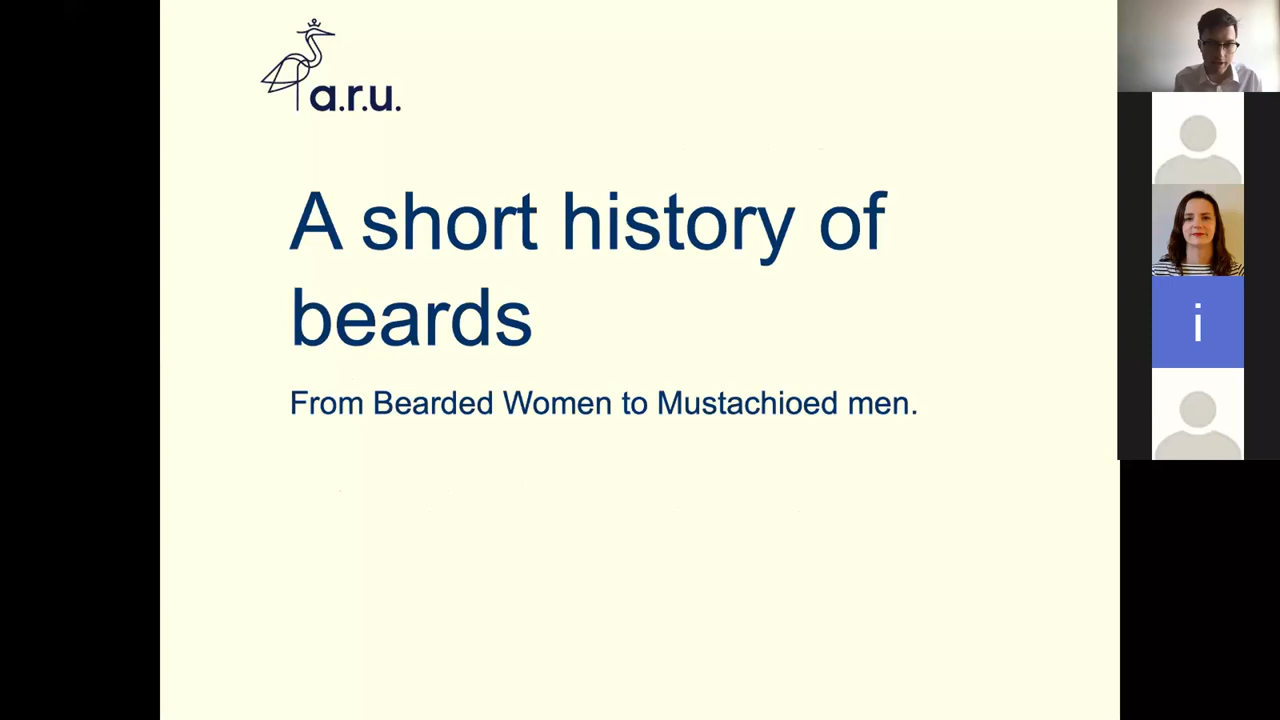 a.r.u.
A short history of
beards
From Bearded Women to Mustachioed men.
i